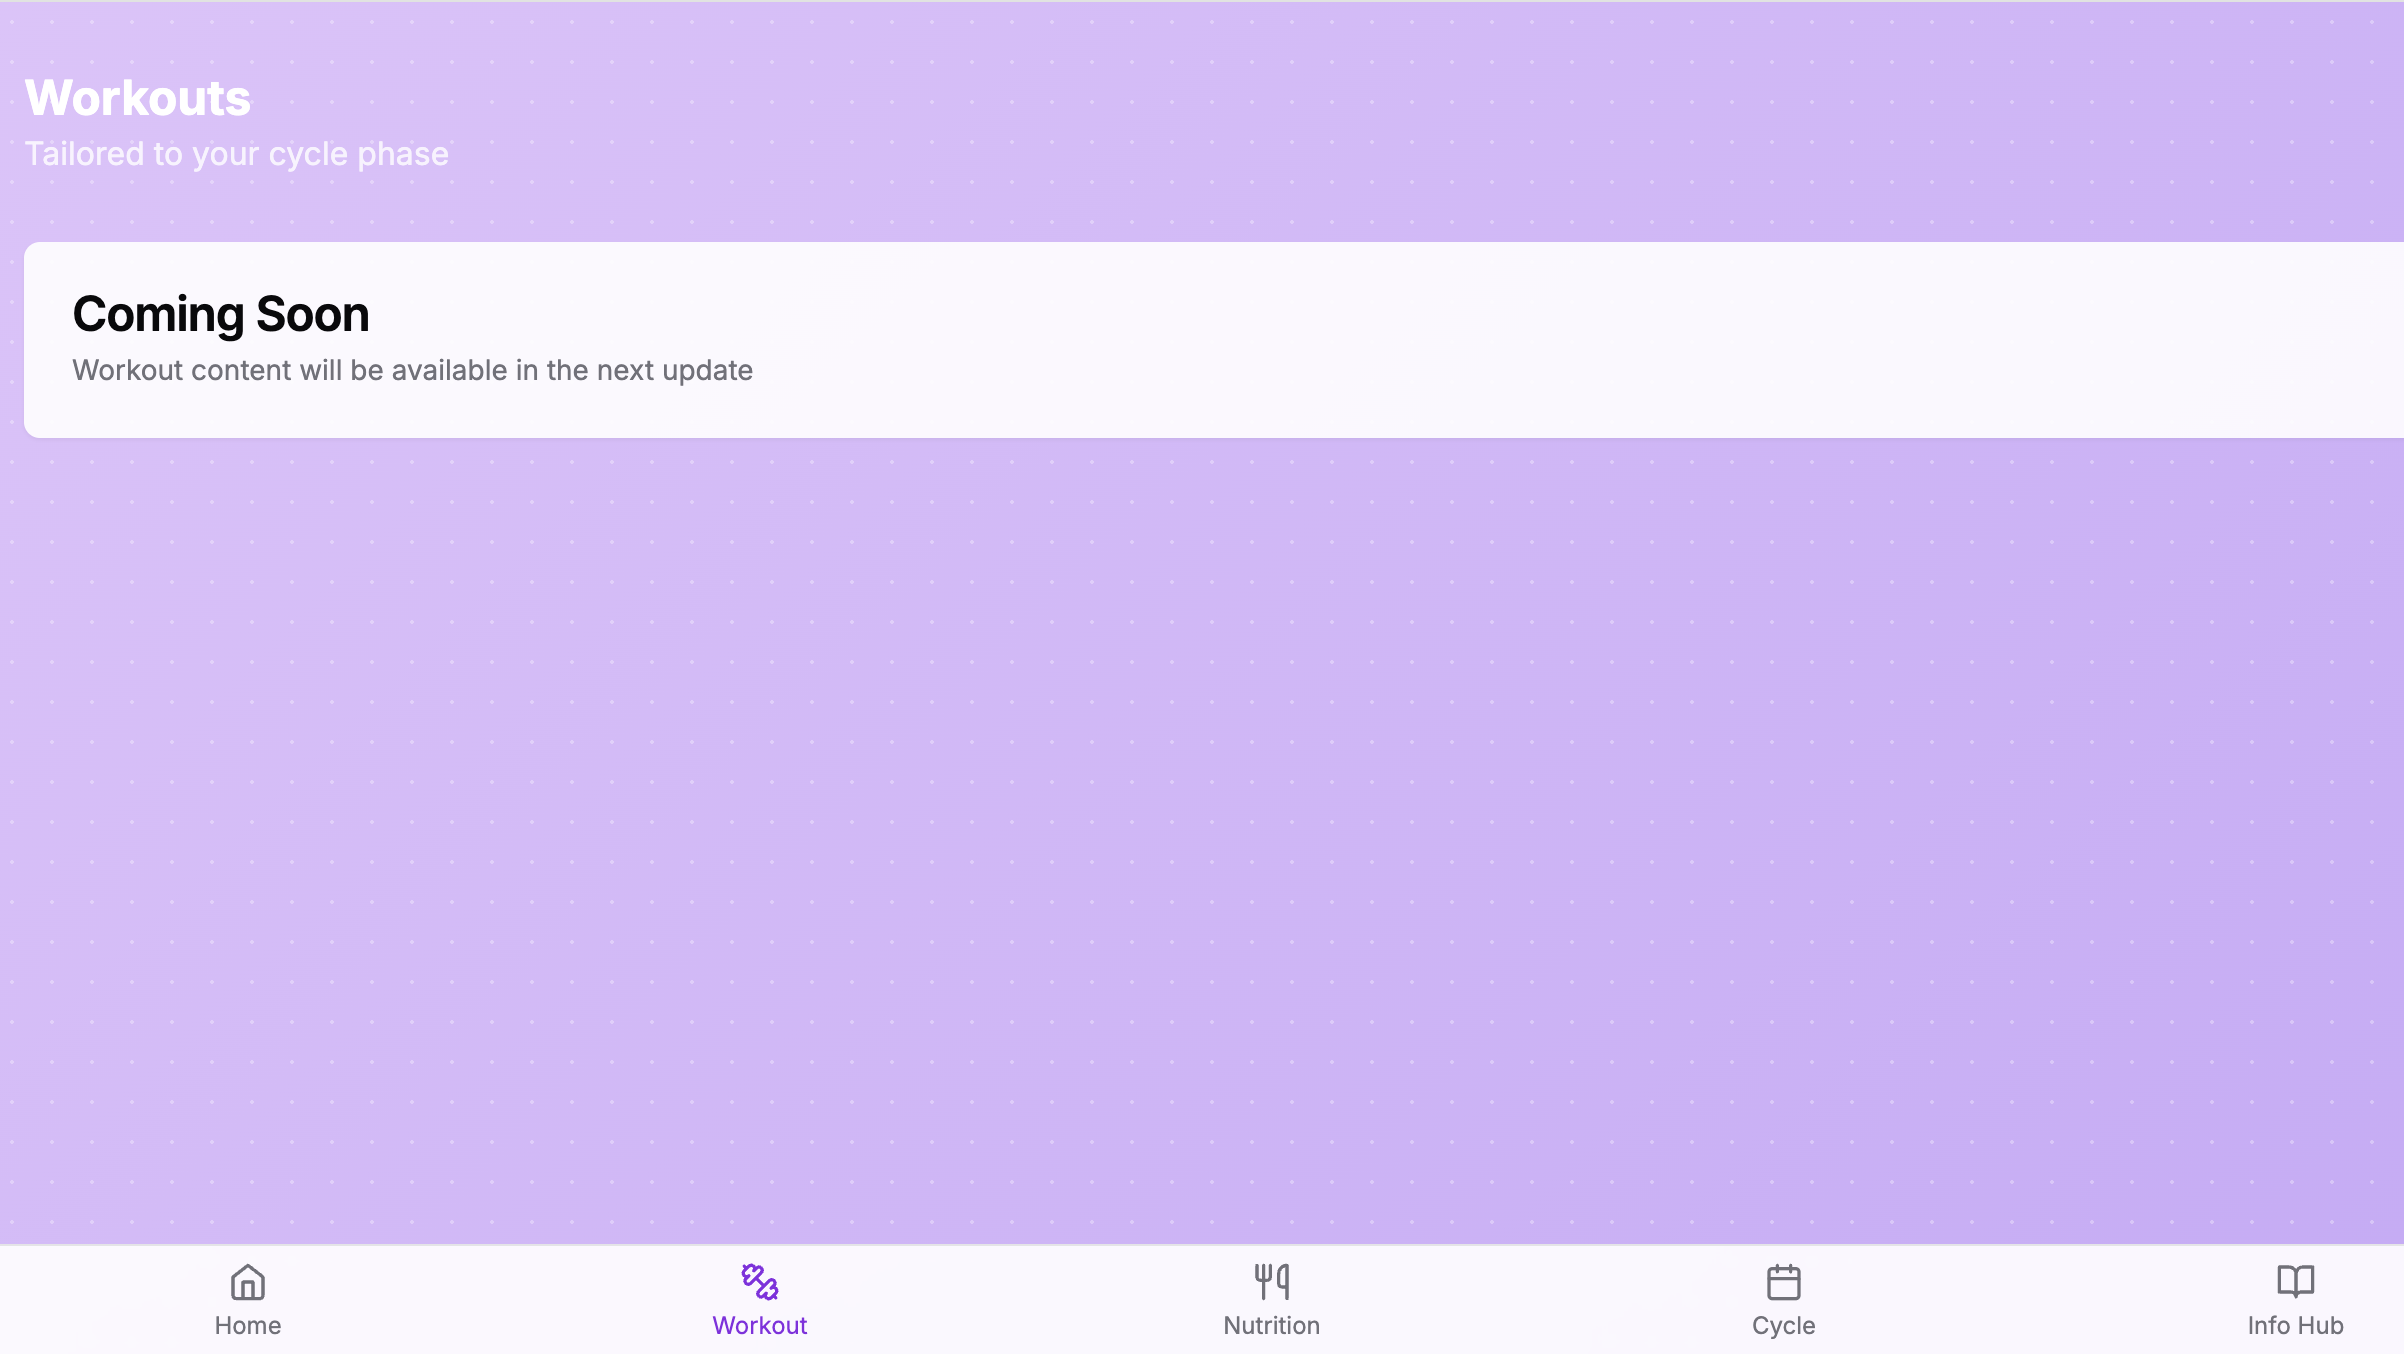 Workouts
Tailored to your cycle phase
Coming Soon
Workout content will be available in the next update
Home
Workout
Nutrition
Cycle
Info Hub